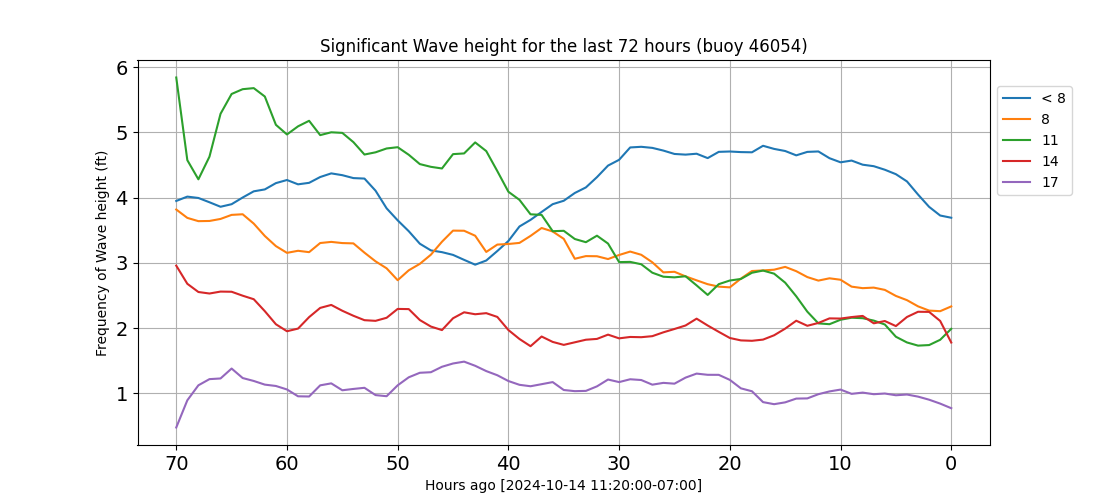 Significant Wave height for the last 72 hours (buoy 46054)
Frequency of Wave height (ft)
6
5
4
3
2
1
70 60 50 40 30 20 10 0
Hours ago [2024-10-14 11:20:00-07:00]
< 8
8
11
14
17